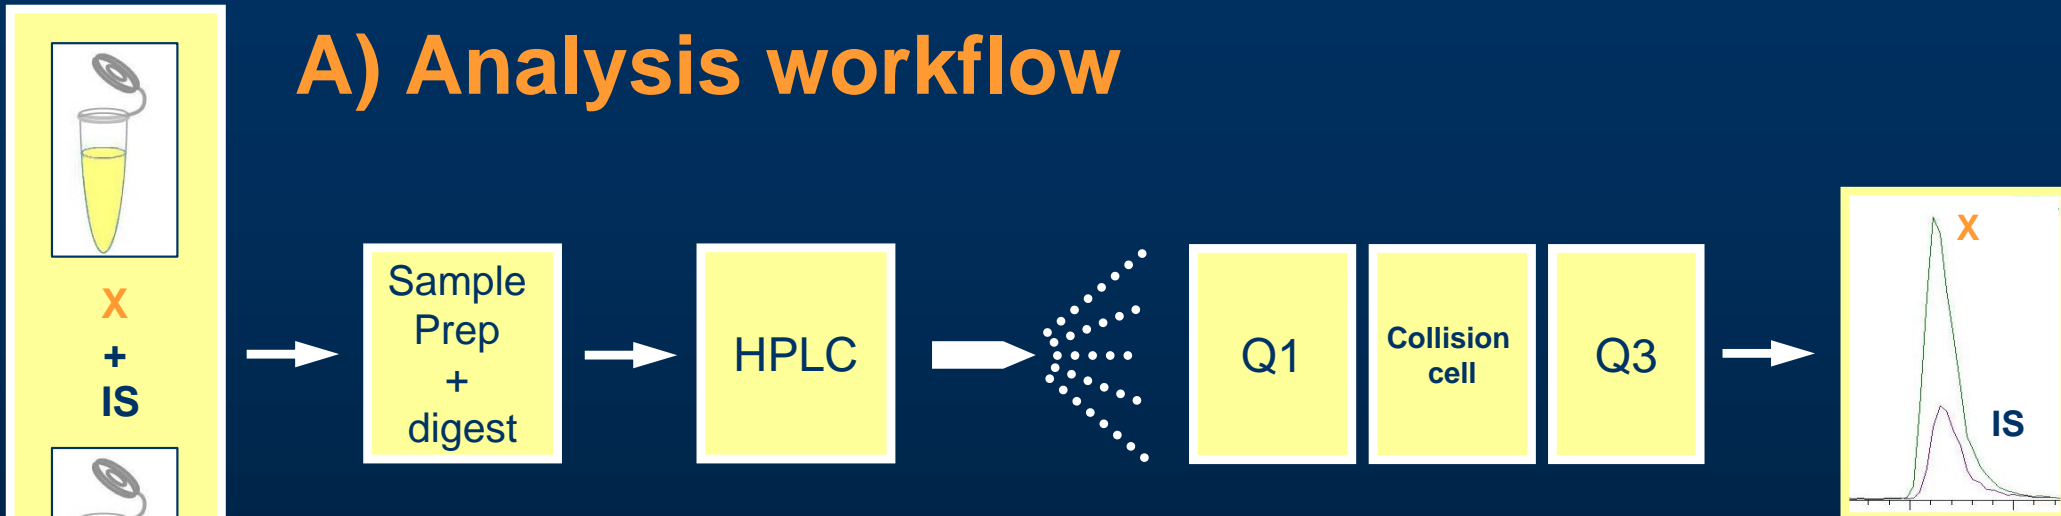 A) Analysis workflow
X
+
IS
Sample
Prep
+
digest
HPLC
Q1
Collision
cell
Q3
X
IS